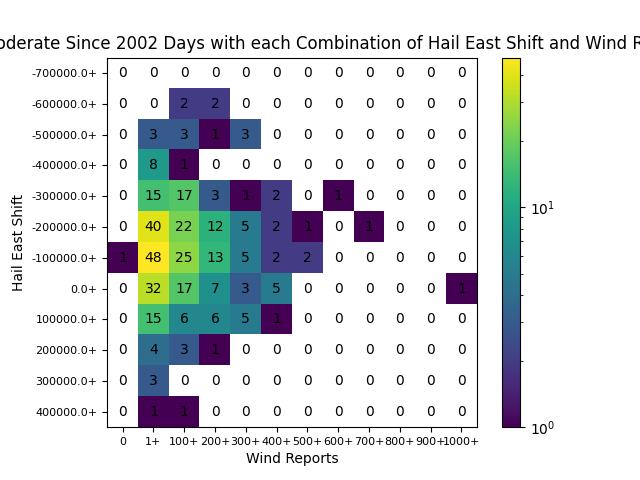 oderate Since 2002 Days with each Combination of Hail East Shift and Wind R
-700000.0+ 0 0 0 0 0 0 0 0 0 0 0 0
-600000.0+ 0 0 2 2 0 0 0 0 0 0 0 0
-500000.0+ 0 3 3 1 3 0 0 0 0 0 0 0
-400000.0+ 0 8 1 0 0 0 0 0 0 0 0 0
-300000.0+ 0 15 17 3 1 2 0 1 0 0 0 0
-200000.0+ 0 40 22 12 5 2 1 0 1 0 0 0
-100000.0+ 1 48 25 13 5 2 2 0 0 0 0 0
0.0+ 0 32 17 7 3 5 0 0 0 0 0 1
100000.0+ 0 15 6 6 5 1 0 0 0 0 0 0
200000.0+ 0 4 3 1 0 0 0 0 0 0 0 0
300000.0+ 0 3 0 0 0 0 0 0 0 0 0 0
400000.0+ 0 1 1 0 0 0 0 0 0 0 0 0
0 1+ 100+ 200+ 300+ 400+ 500+ 600+ 700+ 800+ 900+ 1000+
Wind Reports
Hail East Shift
10¹
10⁰